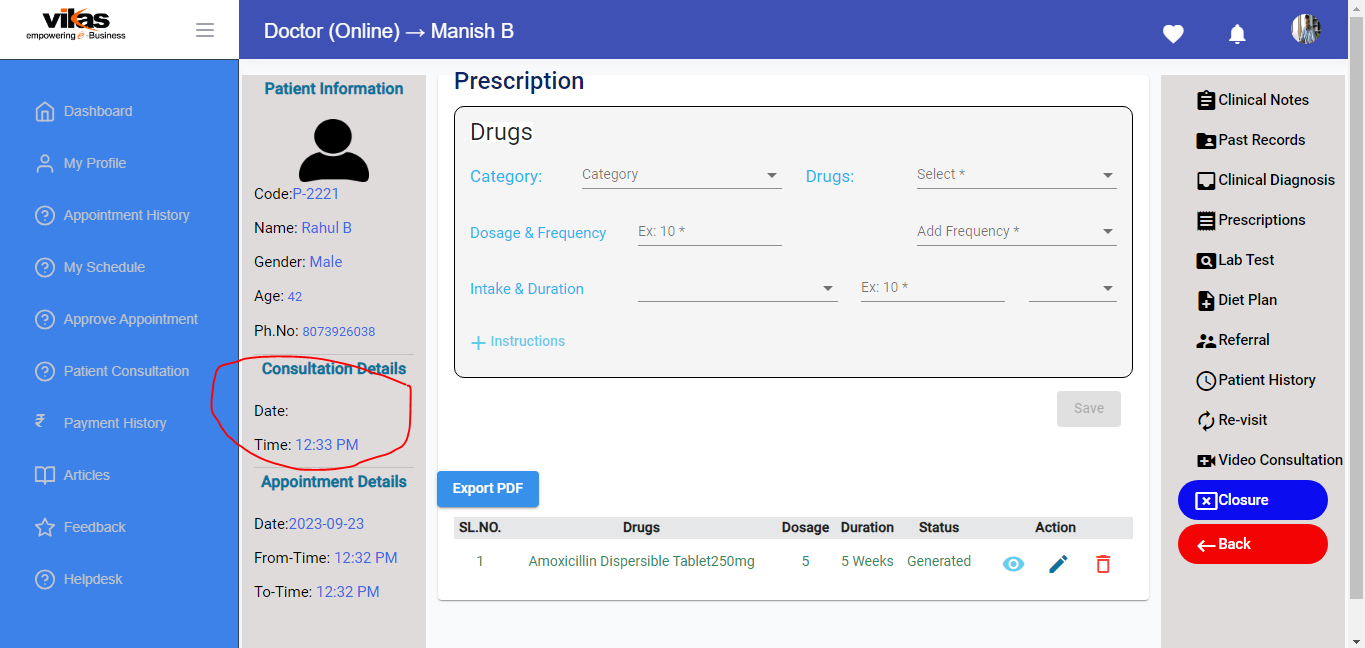 vikas
empowering e-Business
Doctor (Online) → Manish B
Dashboard
My Profile
Appointment History
My Schedule
Approve Appointment
Patient Consultation
₹ Payment History
Articles
Feedback
Helpdesk
Patient Information
Code:P-2221
Name: Rahul B
Gender: Male
Age: 42
Ph.No: 8073926038
Consultation Details
Date:
Time: 12:33 PM
Appointment Details
Date:2023-09-23
From-Time: 12:32 PM
To-Time: 12:32 PM
Prescription
Drugs
Category: Category Drugs: Select *
Dosage & Frequency Ex: 10 * Add Frequency *
Intake & Duration Ex: 10 *
+ Instructions
Save
Export PDF
SL.NO. Drugs Dosage Duration Status Action
1 Amoxicillin Dispersible Tablet250mg 5 5 Weeks Generated
Clinical Notes
Past Records
Clinical Diagnosis
Prescriptions
Lab Test
Diet Plan
Referral
Patient History
Re-visit
Video Consultation
Closure
Back